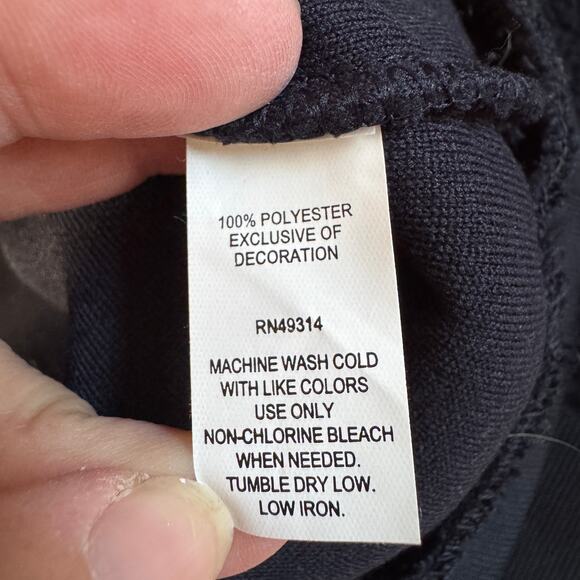 100% POLYESTER
EXCLUSIVE OF
DECORATION
RN49314
MACHINE WASH COLD
WITH LIKE COLORS
USE ONLY
NON-CHLORINE BLEACH
WHEN NEEDED.
TUMBLE DRY LOW.
LOW IRON.